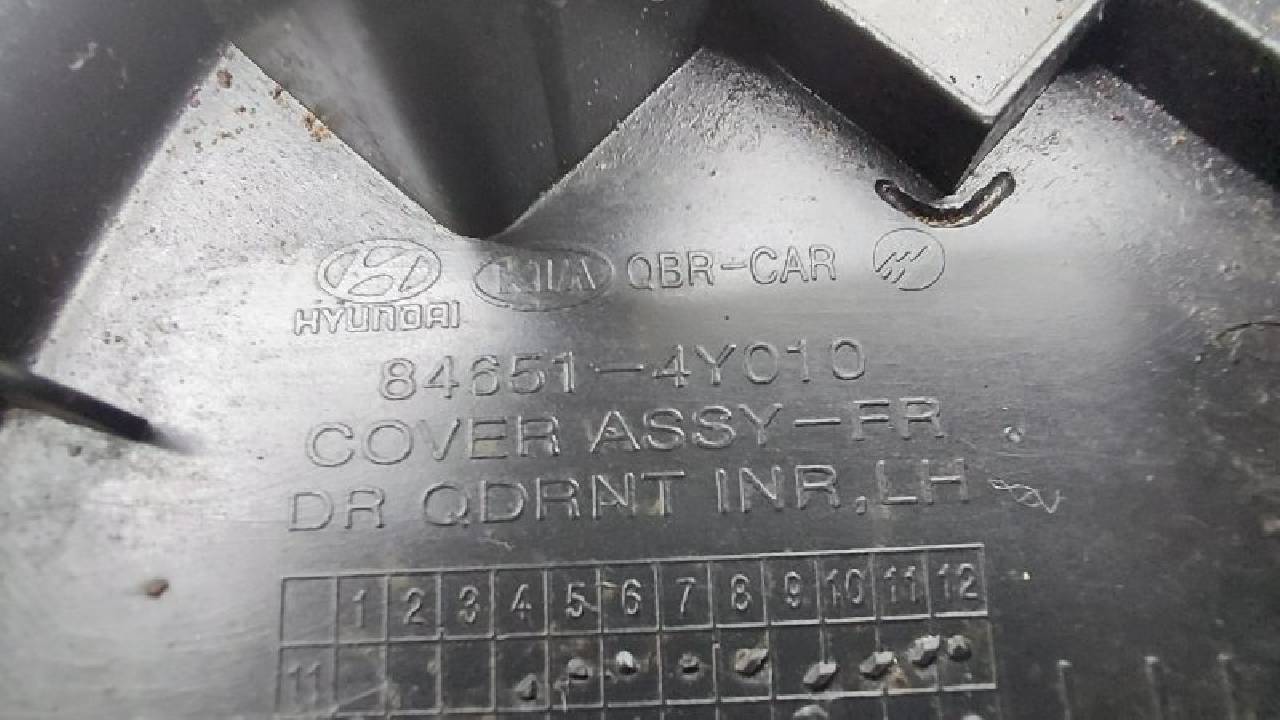 HYUNDAI KIA QBR-CAR
84651-4Y010
COVER ASSY-FR
DR QDRNT INR,LH
1 2 3 4 5 6 7 8 9 10 11 12
11